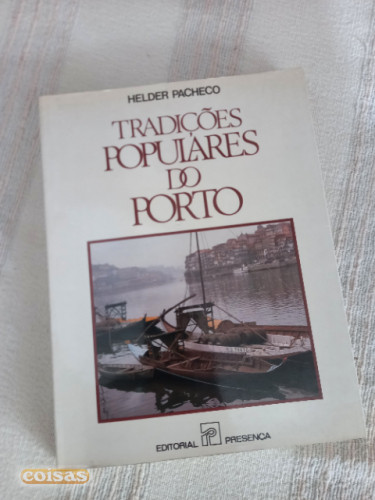 HELDER PACHECO
TRADIÇÕES
POPULARES
DO
PORTO
EDITORIAL PRESENÇA
coisas